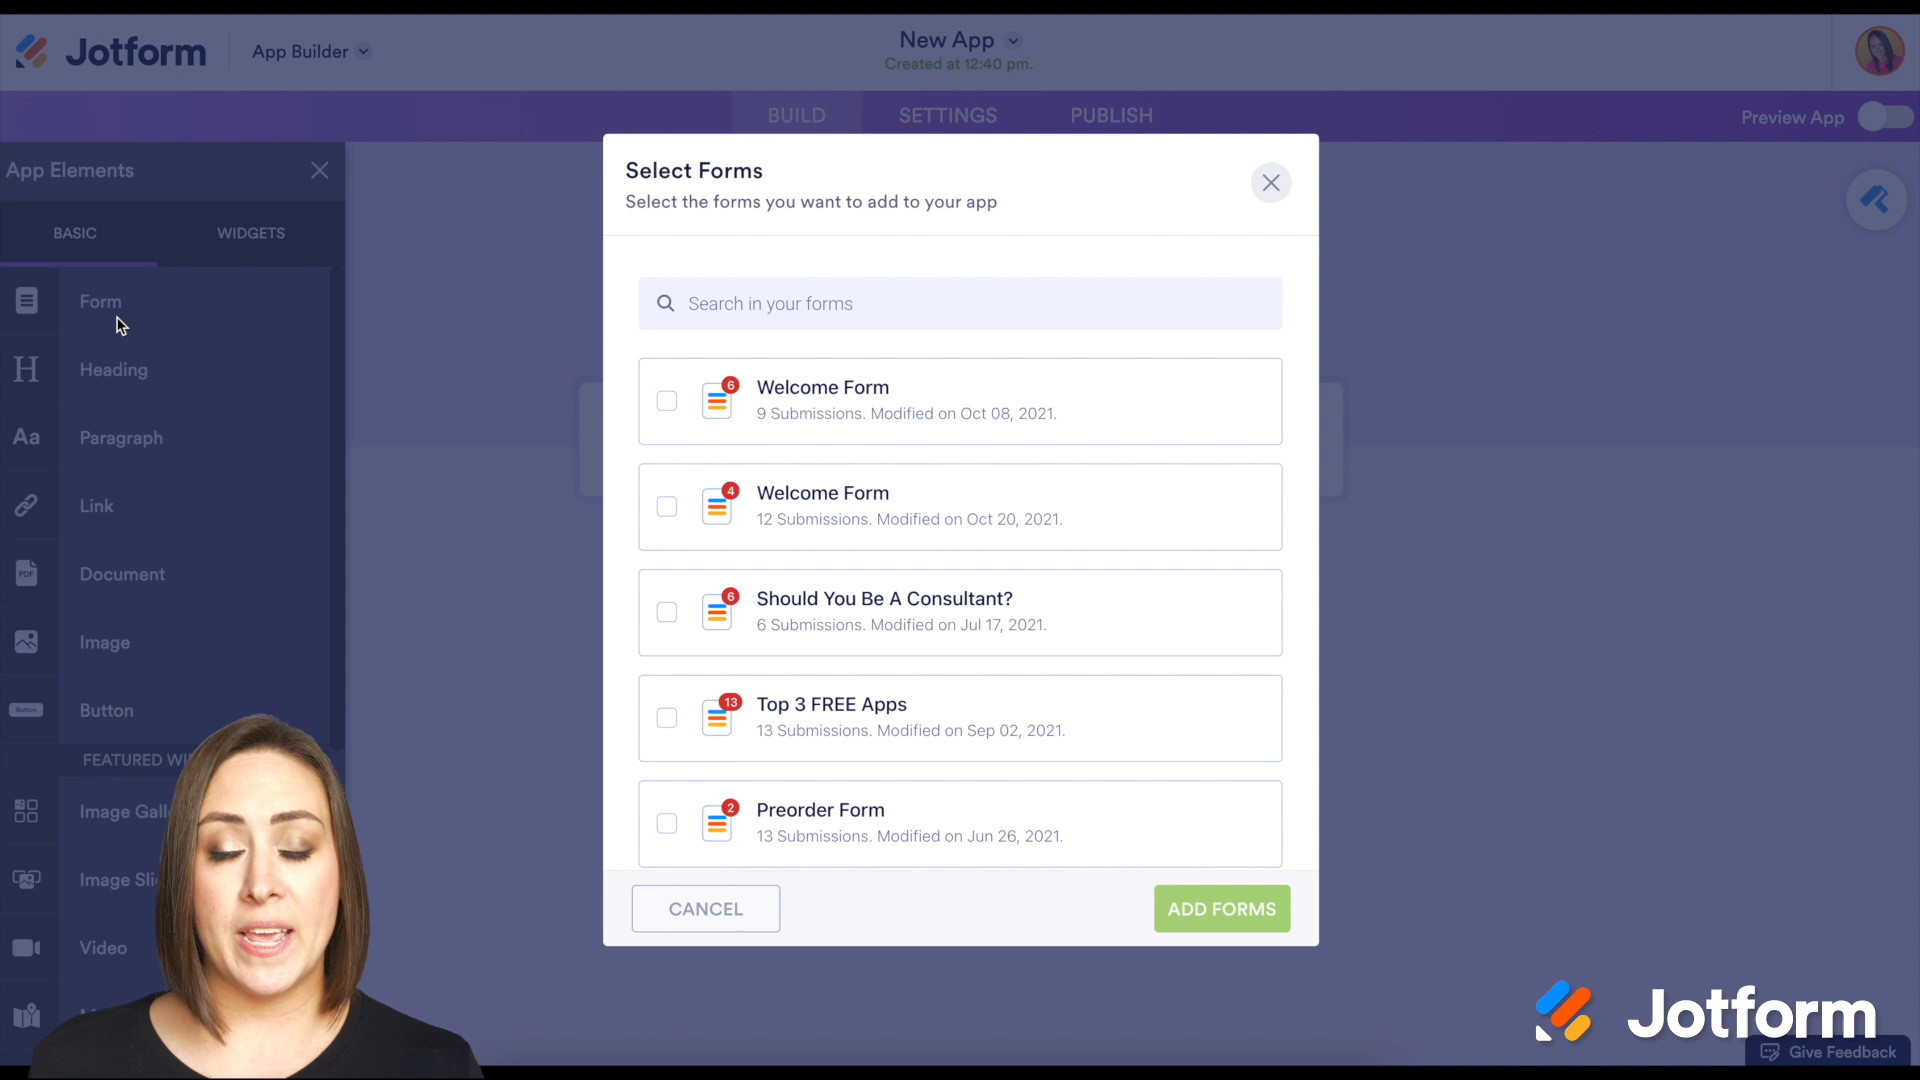 Jotform
App Builder
New App
Created at 12:40 pm.
BUILD
SETTINGS
PUBLISH
Preview App
App Elements
BASIC
WIDGETS
Form
H
Heading
Aa
Paragraph
Link
PDF
Document
Image
Button
Button
FEATURED WI
Image Gall
Image Sli
Video
Select Forms
Select the forms you want to add to your app
Search in your forms
6
Welcome Form
9 Submissions. Modified on Oct 08, 2021.
4
Welcome Form
12 Submissions. Modified on Oct 20, 2021.
6
Should You Be A Consultant?
6 Submissions. Modified on Jul 17, 2021.
13
Top 3 FREE Apps
13 Submissions. Modified on Sep 02, 2021.
2
Preorder Form
13 Submissions. Modified on Jun 26, 2021.
CANCEL
ADD FORMS
Jotform
Give Feedback